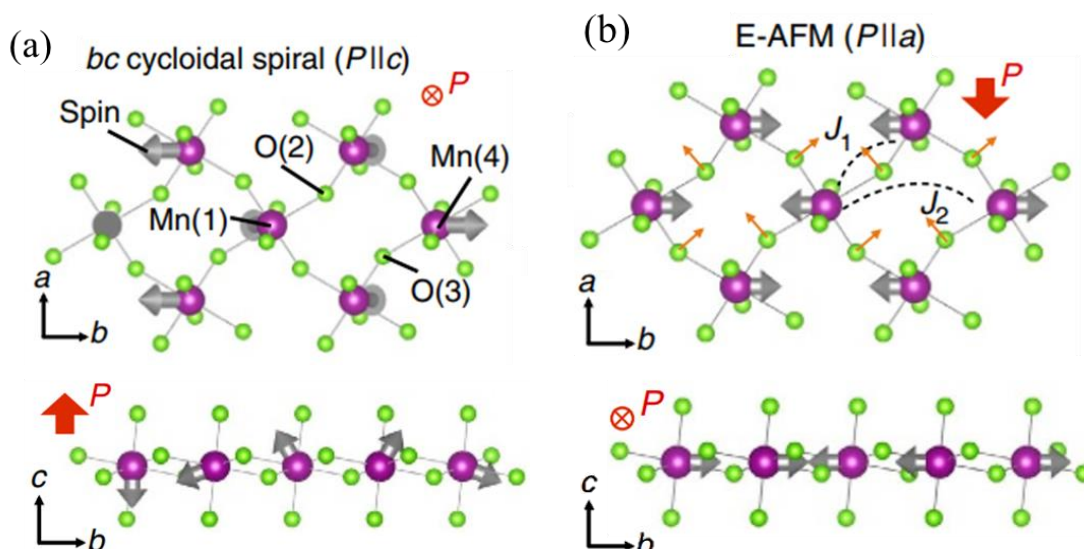 (a)
bc cycloidal spiral (P||c)
P
Spin
O(2)
Mn(4)
Mn(1)
O(3)
a
b
P
c
b
(b)
E-AFM (P||a)
P
J1
J2
a
b
P
c
b